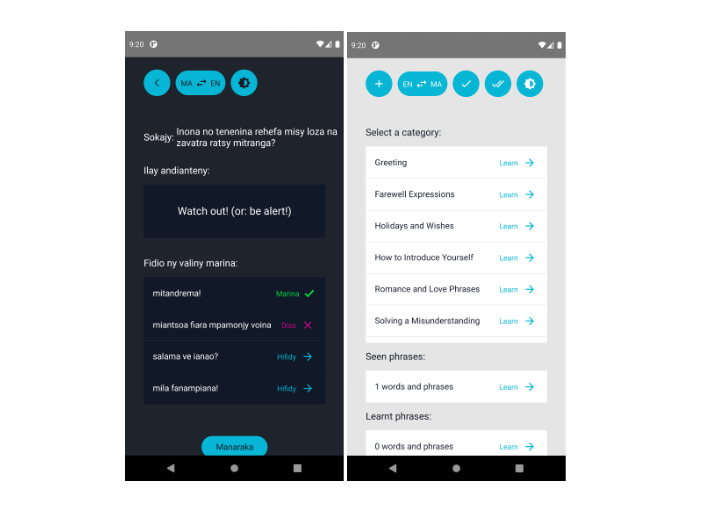 9:20
MA EN
Sokajy: Inona no tenenina rehefa misy loza na
zavatra ratsy mitranga?
Ilay andianteny:
Watch out! (or: be alert!)
Fidio ny valiny marina:
mitandrema! Marina
miantsoa fiara mpamonjy voina Diso
salama ve ianao? Hifidy
mila fanampiana! Hifidy
Manaraka
9:20
EN MA
Select a category:
Greeting Learn
Farewell Expressions Learn
Holidays and Wishes Learn
How to Introduce Yourself Learn
Romance and Love Phrases Learn
Solving a Misunderstanding Learn
Seen phrases:
1 words and phrases Learn
Learnt phrases:
0 words and phrases Learn